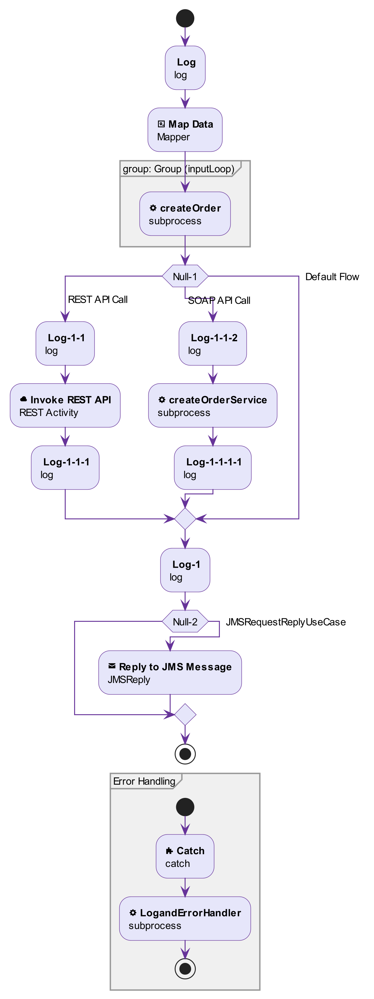 Log
log
Map Data
Mapper
group: Group (inputLoop)
createOrder
subprocess
Null-1
Default Flow
REST API Call
SOAP API Call
Log-1-1
log
Log-1-1-2
log
Invoke REST API
REST Activity
createOrderService
subprocess
Log-1-1-1
log
Log-1-1-1-1
log
Log-1
log
Null-2
JMSRequestReplyUseCase
Reply to JMS Message
JMSReply
Error Handling
Catch
catch
LogandErrorHandler
subprocess